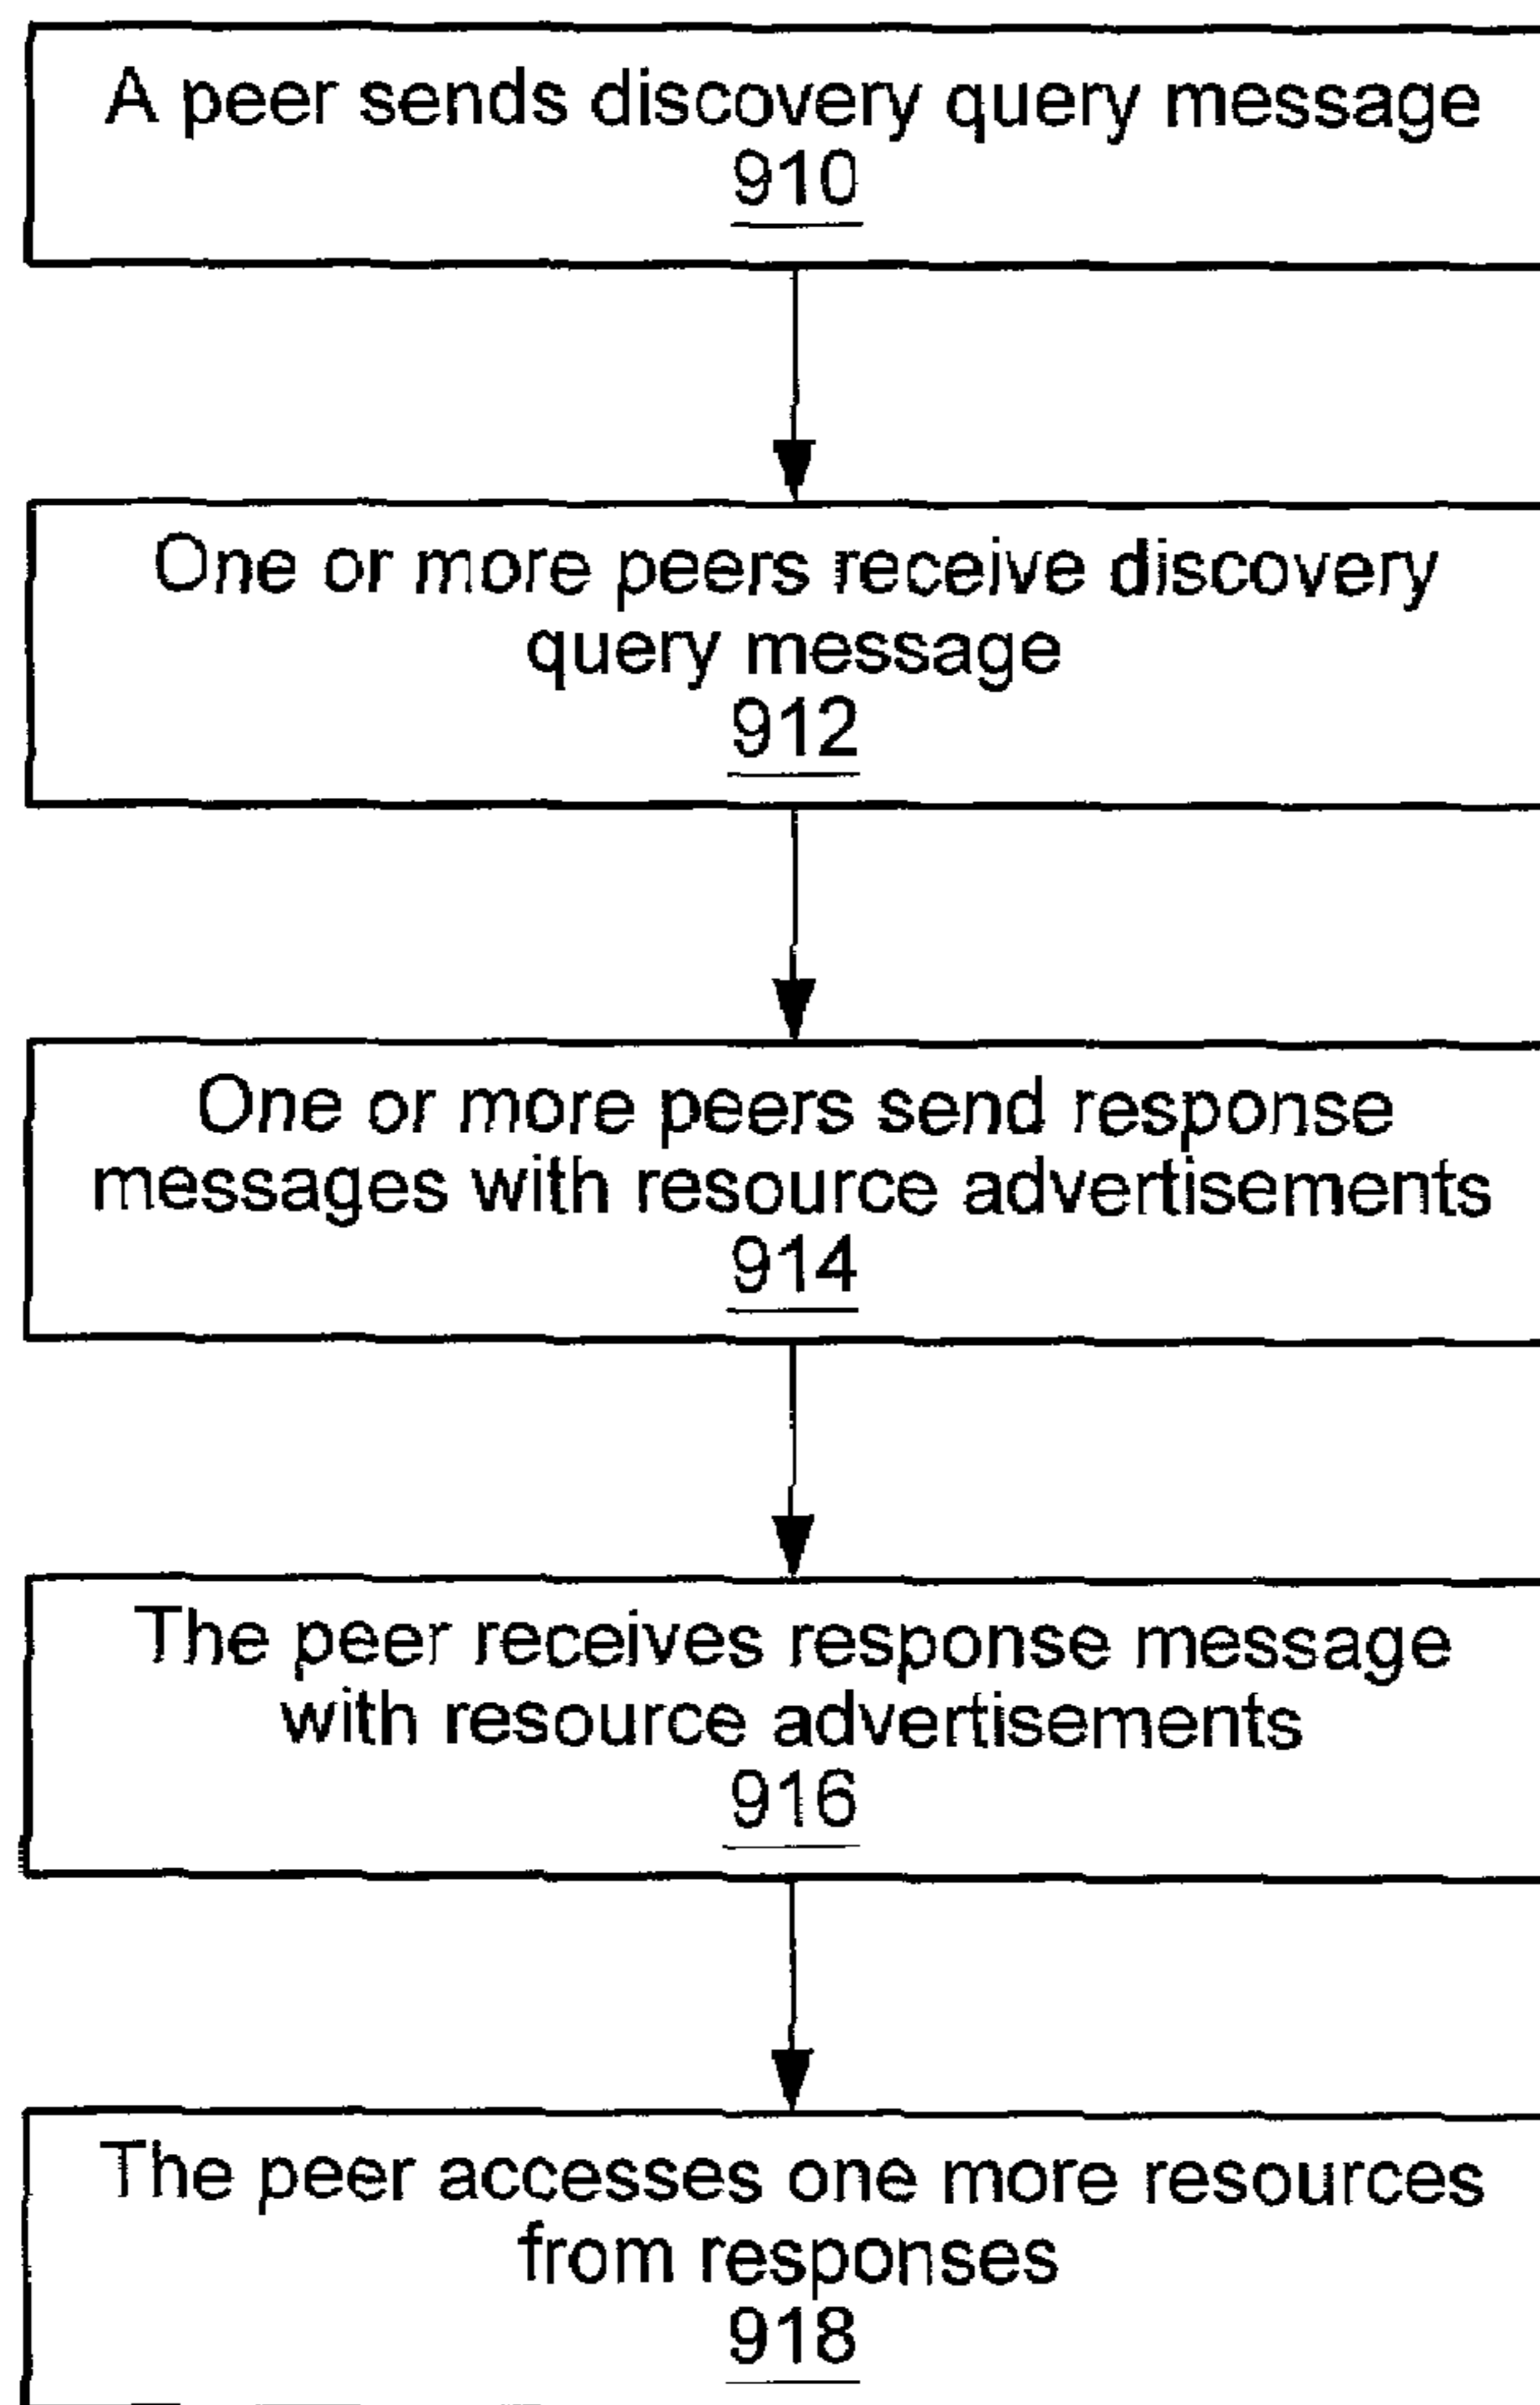 A peer sends discovery query message
910
One or more peers receive discovery
query message
912
One or more peers send response
messages with resource advertisements
914
The peer receives response message
with resource advertisements
916
The peer accesses one more resources
from responses
918